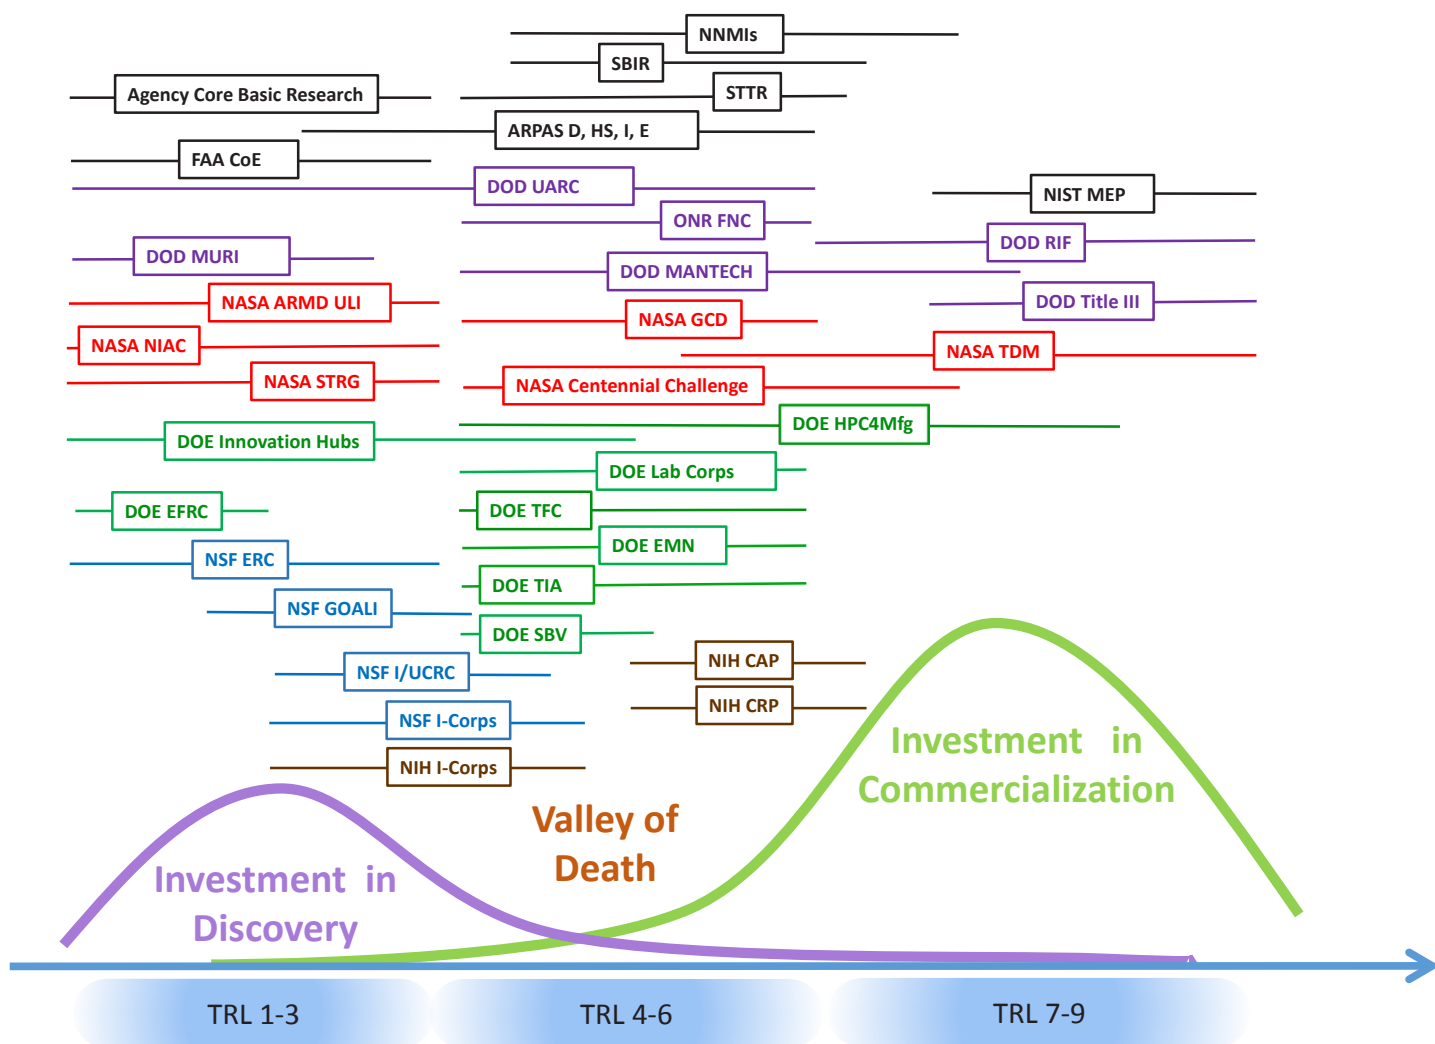 NNMIs
SBIR
Agency Core Basic Research
STTR
ARPAS D, HS, I, E
FAA CoE
DOD UARC
NIST MEP
ONR FNC
DOD RIF
DOD MURI
DOD MANTECH
NASA ARMD ULI
DOD Title III
NASA GCD
NASA NIAC
NASA TDM
NASA STRG
NASA Centennial Challenge
DOE HPC4Mfg
DOE Innovation Hubs
DOE Lab Corps
DOE EFRC
DOE TFC
DOE EMN
NSF ERC
DOE TIA
NSF GOALI
DOE SBV
NIH CAP
NSF I/UCRC
NIH CRP
NSF I-Corps
NIH I-Corps
Investment in
Commercialization
Valley of
Death
Investment in
Discovery
TRL 1-3
TRL 4-6
TRL 7-9